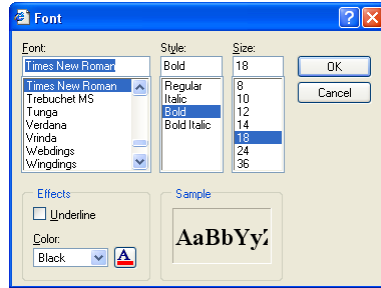 Font
Font: Style: Size:
Times New Roman Bold 18 OK
Times New Roman Regular 8 Cancel
Trebuchet MS Italic 10
Tunga Bold 12
Verdana Bold Italic 14
Vrinda 18
Webdings 24
Wingdings 36
Effects Sample
Underline
Color:
Black A
AaBbYyZ